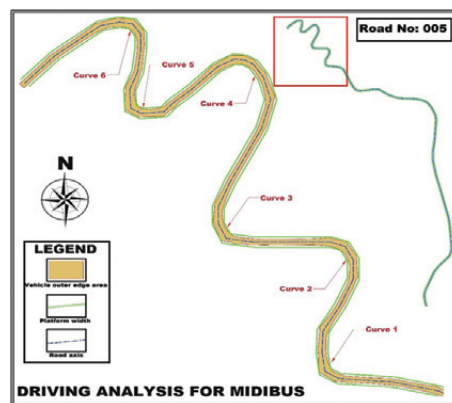 Road No: 005
Curve 6
Curve 5
Curve 4
Curve 3
Curve 2
Curve 1
N
LEGEND
Vehicle outer edge area
Platform width
Road axis
DRIVING ANALYSIS FOR MIDIBUS